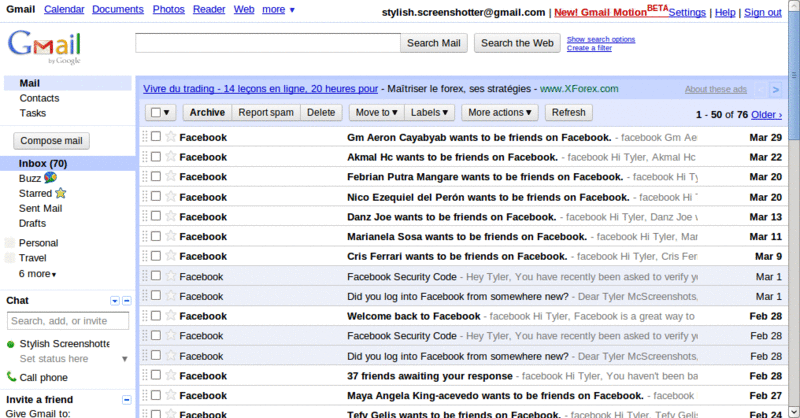 Gmail Calendar Documents Photos Reader Web more ▼
stylish.screenshotter@gmail.com | New! Gmail Motion BETA Settings | Help | Sign out
Gmail
by Google
Search Mail Search the Web
Show search options
Create a filter
Mail
Contacts
Tasks
Compose mail
Inbox (70)
Buzz
Starred
Sent Mail
Drafts
Personal
Travel
6 more ▼
Chat
Search, add, or invite
Stylish Screenshotte
Set status here
Call phone
Invite a friend
Give Gmail to:
Vivre du trading - 14 leçons en ligne, 20 heures pour - Maîtriser le forex, ses stratégies - www.XForex.com About these ads < >
Archive Report spam Delete Move to ▼ Labels ▼ More actions ▼ Refresh 1 - 50 of 76 Older ›
Facebook Gm Aeron Cayabyab wants to be friends on Facebook. - facebook Gm Ae Mar 29
Facebook Akmal Hc wants to be friends on Facebook. - facebook Hi Tyler, Akmal Hc Mar 22
Facebook Febrian Putra Mangare wants to be friends on Facebook. - facebook Hi Ty Mar 20
Facebook Nico Ezequiel del Perón wants to be friends on Facebook. - facebook Hi Mar 20
Facebook Danz Joe wants to be friends on Facebook. - facebook Hi Tyler, Danz Joe Mar 13
Facebook Marianela Sosa wants to be friends on Facebook. - facebook Hi Tyler, Mar Mar 11
Facebook Cris Ferrari wants to be friends on Facebook. - facebook Hi Tyler, Cris Fer Mar 9
Facebook Facebook Security Code - Hey Tyler, You have recently been asked to verify yo Mar 1
Facebook Did you log into Facebook from somewhere new? - Dear Tyler McScreenshots, Mar 1
Facebook Welcome back to Facebook - facebook Hi Tyler, Facebook is a great way to Feb 28
Facebook Facebook Security Code - Hey Tyler, You have recently been asked to verify yo Feb 28
Facebook Did you log into Facebook from somewhere new? - Dear Tyler McScreenshots, Feb 28
Facebook 37 friends awaiting your response - facebook Hi Tyler, You haven't been ba Feb 28
Facebook Maya Angela King-acevedo wants to be friends on Facebook. - facebook Feb 27
Facebook Tefy Gelis wants to be friends on Facebook. - facebook Hi Tyler, Tefy Gelis Feb 24